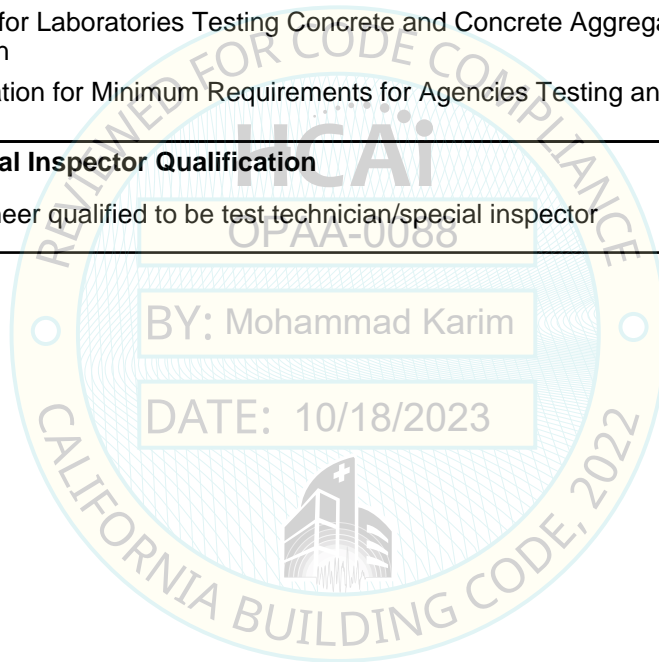 for Laboratories Testing Concrete and Concrete Aggrega
ation for Minimum Requirements for Agencies Testing an
al Inspector Qualification
neer qualified to be test technician/special inspector
REVIEWED FOR CODE COMPLIANCE
HCAi
OPAA-0088
BY: Mohammad Karim
DATE: 10/18/2023
CALIFORNIA BUILDING CODE, 2022